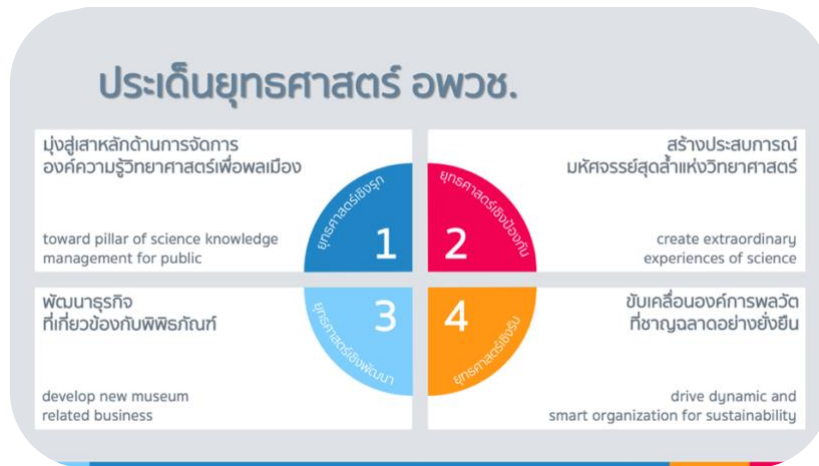 ประเด็นยุทธศาสตร์ อพวช.
มุ่งสู่เสาหลักด้านการจัดการ
องค์ความรู้วิทยาศาสตร์เพื่อพลเมือง
toward pillar of science knowledge
management for public
ยุทธศาสตร์เชิงรุก
1
สร้างประสบการณ์
มหัศจรรย์สุดล้ำแห่งวิทยาศาสตร์
create extraordinary
experiences of science
ยุทธศาสตร์เชิงป้องกัน
2
พัฒนาธุรกิจ
ที่เกี่ยวข้องกับพิพิธภัณฑ์
develop new museum
related business
ยุทธศาสตร์เชิงพัฒนา
3
ขับเคลื่อนองค์การพลวัต
ที่ชาญฉลาดอย่างยั่งยืน
drive dynamic and
smart organization for sustainability
ยุทธศาสตร์เชิงรับ
4